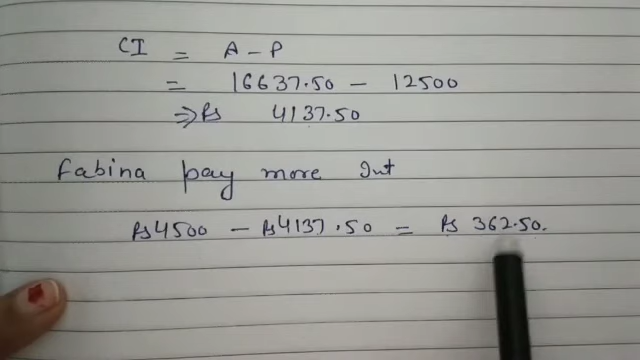 CI = A - P
= 16637.50 - 12500
⇒ ₨ 4137.50
Fabina pay more Int
₨ 4500 - ₨ 4137.50 = ₨ 362.50.